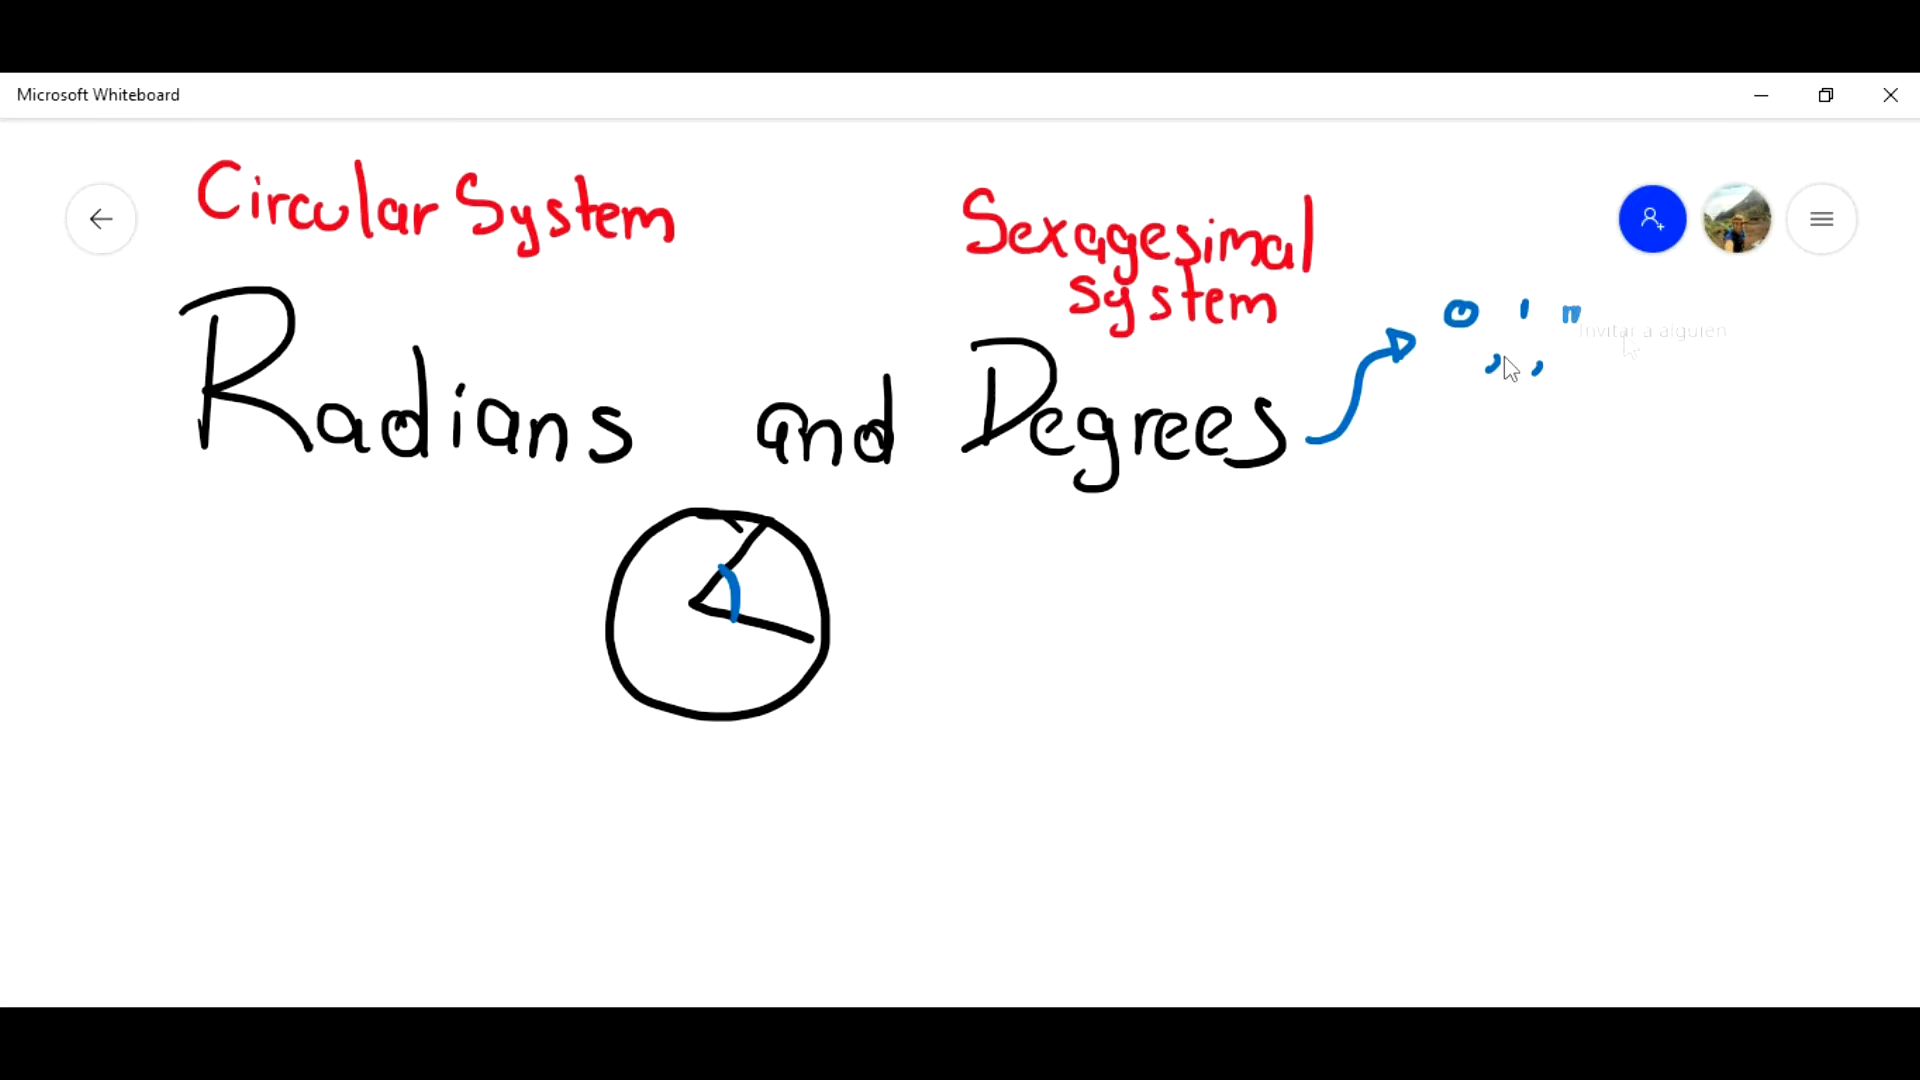 Microsoft Whiteboard
Circular System
Sexagesimal
system
° ' "
Invitar a alguien
, ,
Radians and Degrees